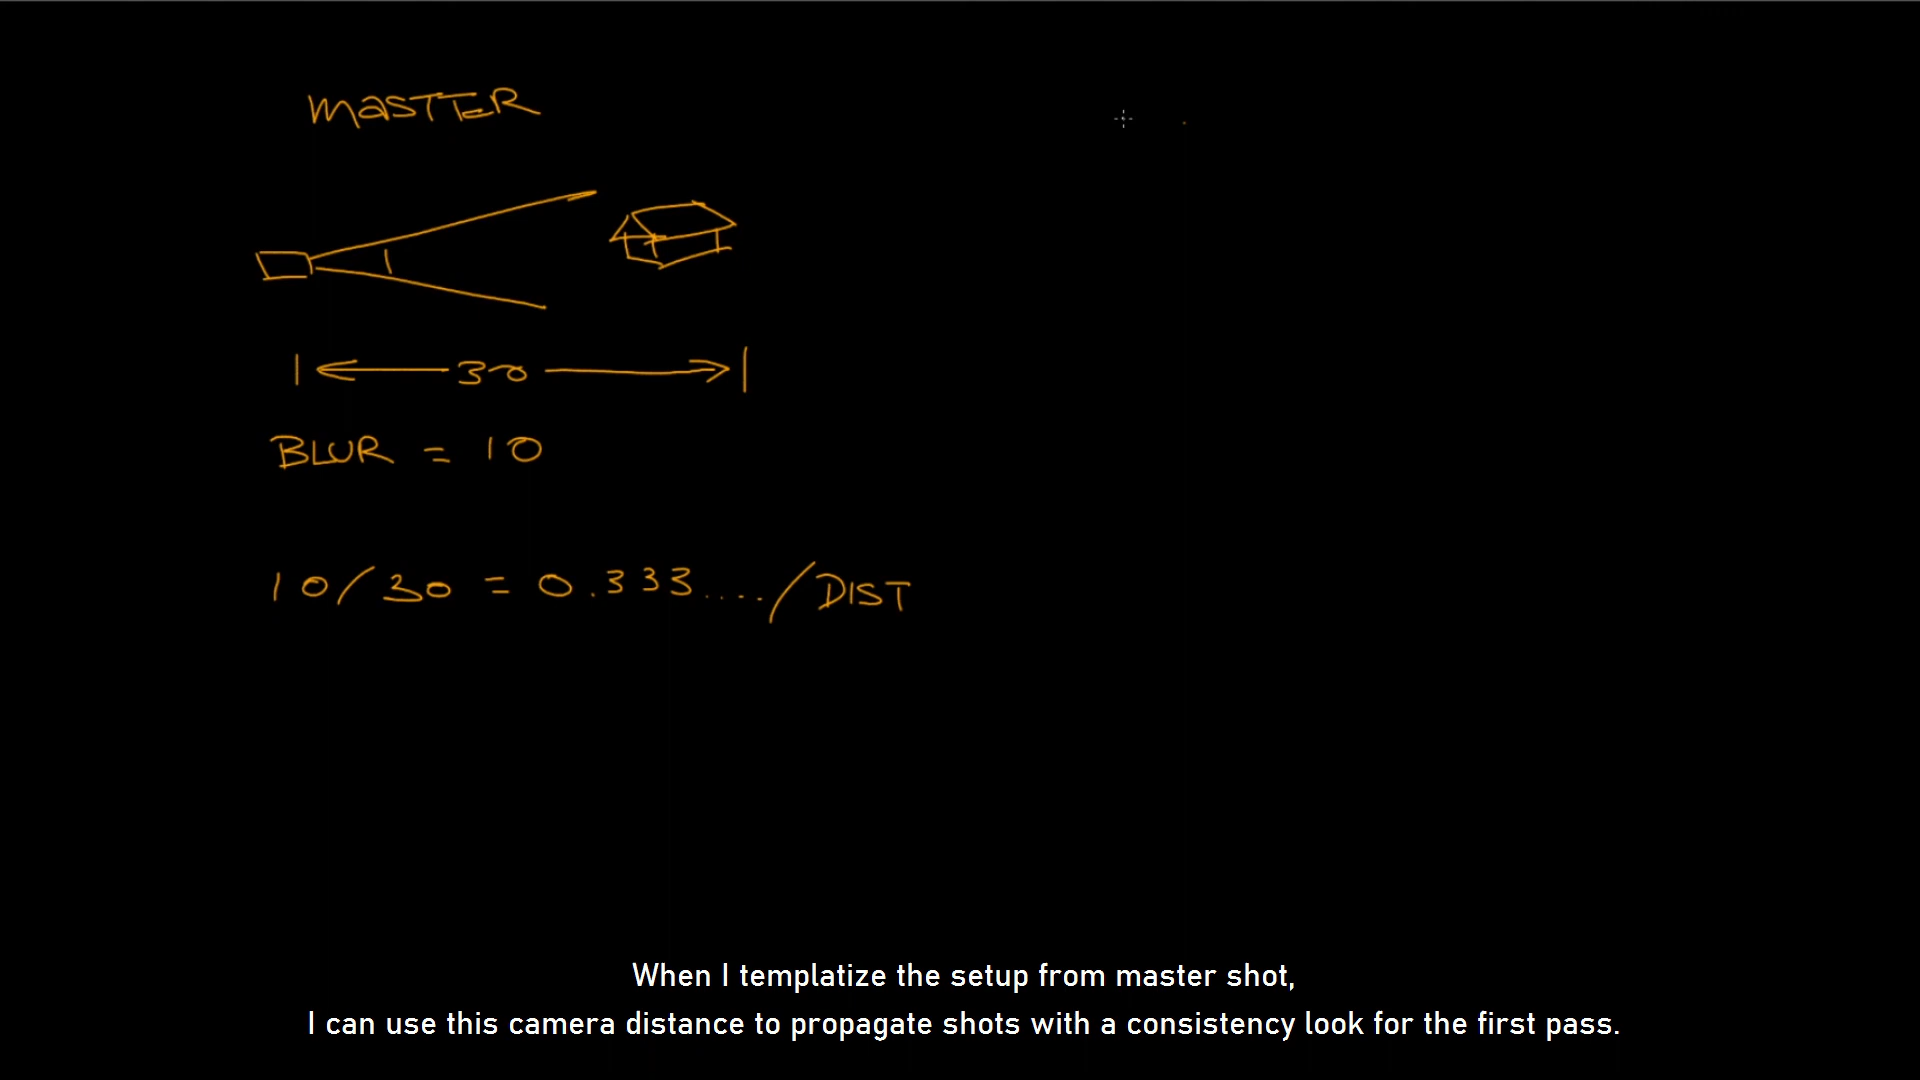 MASTER
30
BLUR = 10
10/30 = 0.333..../DIST
When I templatize the setup from master shot,
I can use this camera distance to propagate shots with a consistency look for the first pass.